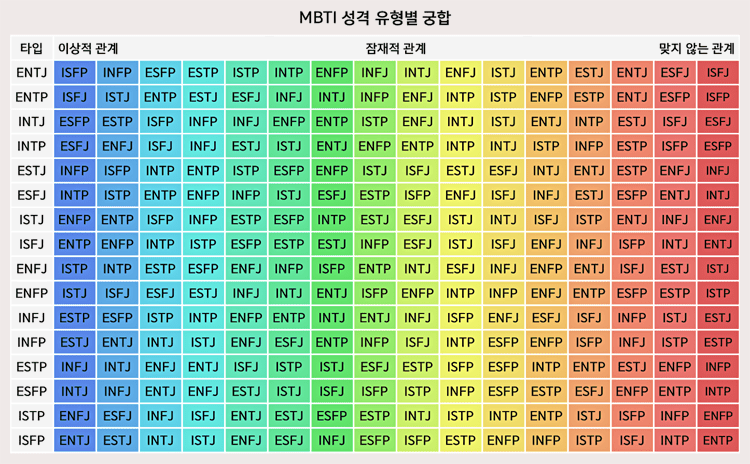 MBTI 성격 유형별 궁합
타입 이상적 관계 잠재적 관계 맞지 않는 관계
ENTJ ISFP INFP ESFP ESTP ISTP INTP ENFP INFJ INTJ ENFJ ISTJ ENTP ESTJ ENTJ ESFJ ISFJ
ENTP ISFJ ISTJ ENTP ESTJ ESFJ INFJ INTJ INFP ENFJ INTP ISTP ENFP ESTP ENTJ ESFP ISFP
INTJ ESFP ESTP ISFP INFP INFJ ENFP ENTP ENFJ INTJ ISTJ ENTJ INTP ESTJ ISFJ ESFJ
INTP ESFJ ENFJ ISFJ INFJ ESTJ ISTJ ENTJ ENFP ENTP INTP INTJ ISTP INFP ESTP ISFP ESFP
ESTJ INFP ISFP INTP ENTP ISTP ESFP ENFP ISTJ ISFJ ESTJ ESFJ INTJ ENTJ ESTP ENFJ INFJ
ESFJ INTP ISTP ENTP ENFP INFP ISTJ ESFJ ESTP ISFP ENFJ ISFJ INFJ ESTJ ESFP ENTJ INTJ
ISTJ ENFP ENTP ISFP INFP ESTP ESFP INTP ESTJ ESFJ ISTJ INTJ ISFJ ISTP ENTJ INFJ ENFJ
ISFJ ENTP ENFP INTP ISTP ESFP ESTP ESTJ INFP ESFJ ISTJ ISFJ ENFJ INFJ ISFP INTJ ENTJ
ENFJ ISTP INTP ESTP ESFP ENFJ INFP ISFP ENTP INTJ ESFJ INFJ ENFP ENTJ ISFJ ESTJ ISTJ
ENFP ISTJ ISFJ ESFJ ESTJ INFJ INTJ ENTJ ISFP ENFP INTP INFP ENFJ ENTP ESFP ESTP ISTP
INFJ ESTP ESFP ISTP INTP ENFP ENTP INTJ ENTJ INFJ ISFP ENFJ ESFJ ISFJ INFP ISTJ ESTJ
INFP ESTJ ENTJ INTJ ISTJ ESFJ ENTP ENFP INFJ ISFP INTP INFP ENFP ESFP ISFP INFJ ISTP ESTP
ESTP INFJ INTJ ENFJ ENTJ ISFJ ISTP ISTJ ESFJ ESTP ISFP ESFP INTP ENTP ESTJ ENFP INFP
ESFP INTJ INFJ ENTJ ENFJ ESTJ ISTJ ISFJ ISFP ISTP INFP ESFP ESTP ESFJ ENFP ENTP INTP
ISTP ENFJ ESFJ INFJ ISFJ ENTJ ESTJ ESFP ESTP INTJ ISTP INTP ENTP ISTJ ISFP INFP ENFP
ISFP ENTJ ESTJ INTJ ISTJ ENFJ ESFJ INFJ ESFP ISFP ESTP ENFP INFP ISTP ISFJ INTP ENTP